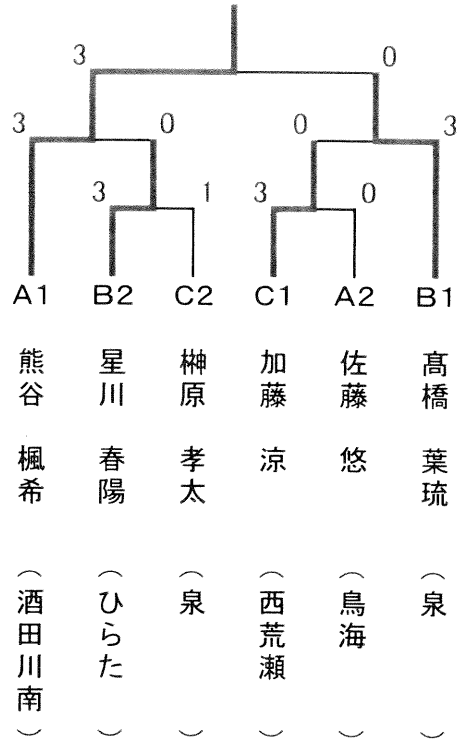 3 0
3 0 0 3
3 1 3 0
A1 B2 C2 C1 A2 B1
熊谷 楓希 (酒田川南)
星川 春陽 (ひらた)
榊原 孝太 (泉)
加藤 涼 (西荒瀬)
佐藤 悠 (鳥海)
髙橋 葉琉 (泉)